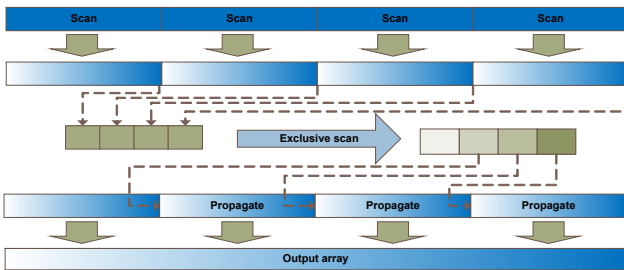 Scan Scan Scan Scan
Exclusive scan
Propagate Propagate Propagate
Output array